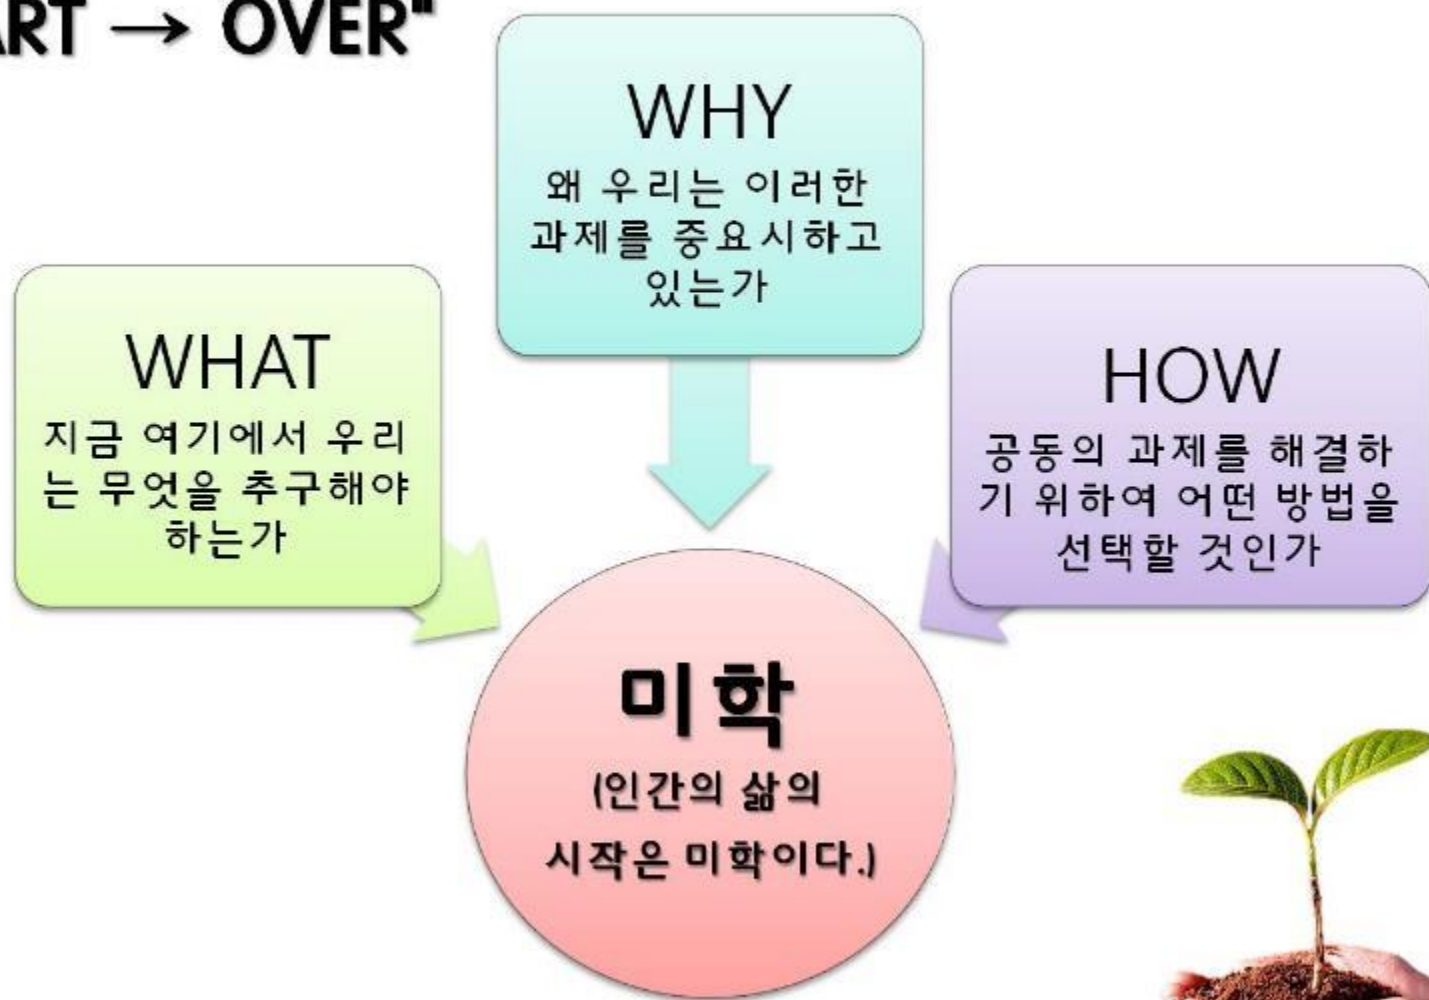 ART → OVER"
WHY
왜 우리는 이러한
과제를 중요시하고
있는가
WHAT
지금 여기에서 우리
는 무엇을 추구해야
하는가
HOW
공동의 과제를 해결하
기 위하여 어떤 방법을
선택할 것인가
미학
(인간의 삶의
시작은 미학이다.)